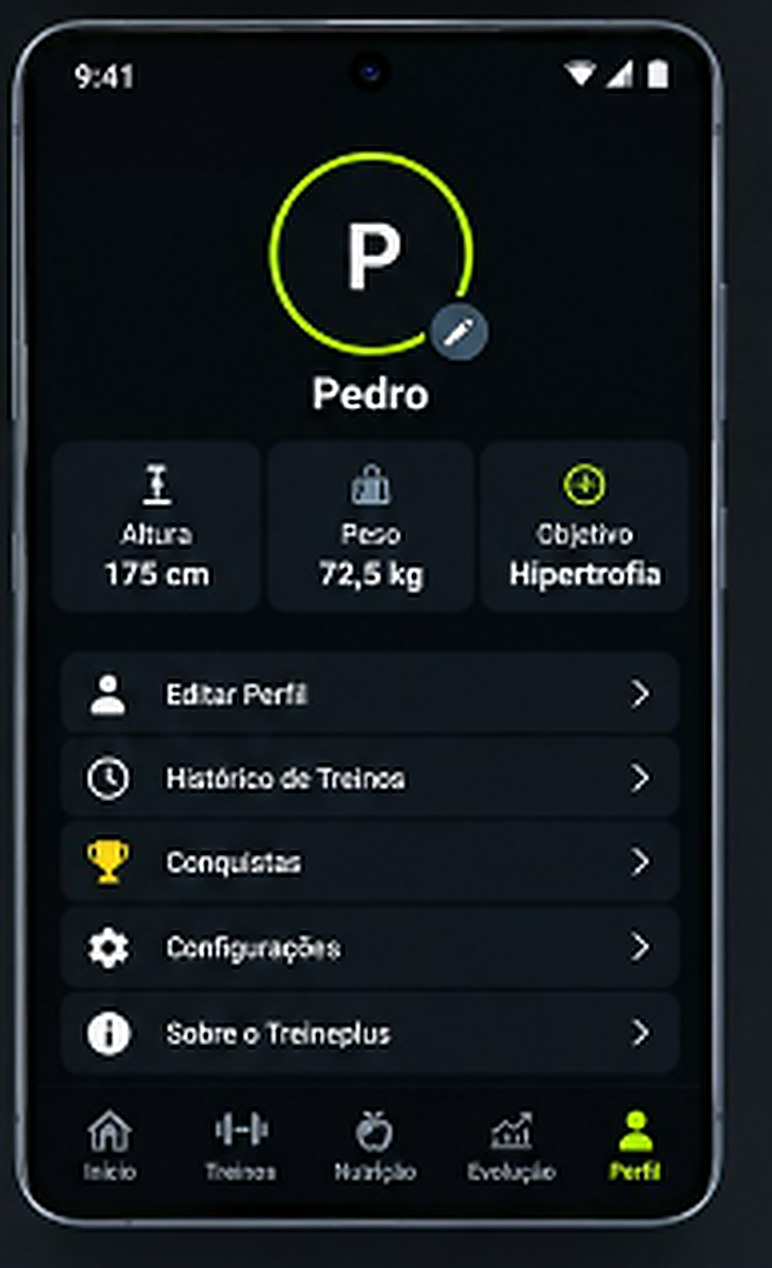 9:41
P
Pedro
Altura
175 cm
Peso
72,5 kg
Objetivo
Hipertrofia
Editar Perfil
Histórico de Treinos
Conquistas
Configurações
Sobre o Treineplus
Início
Treinos
Nutrição
Evolução
Perfil